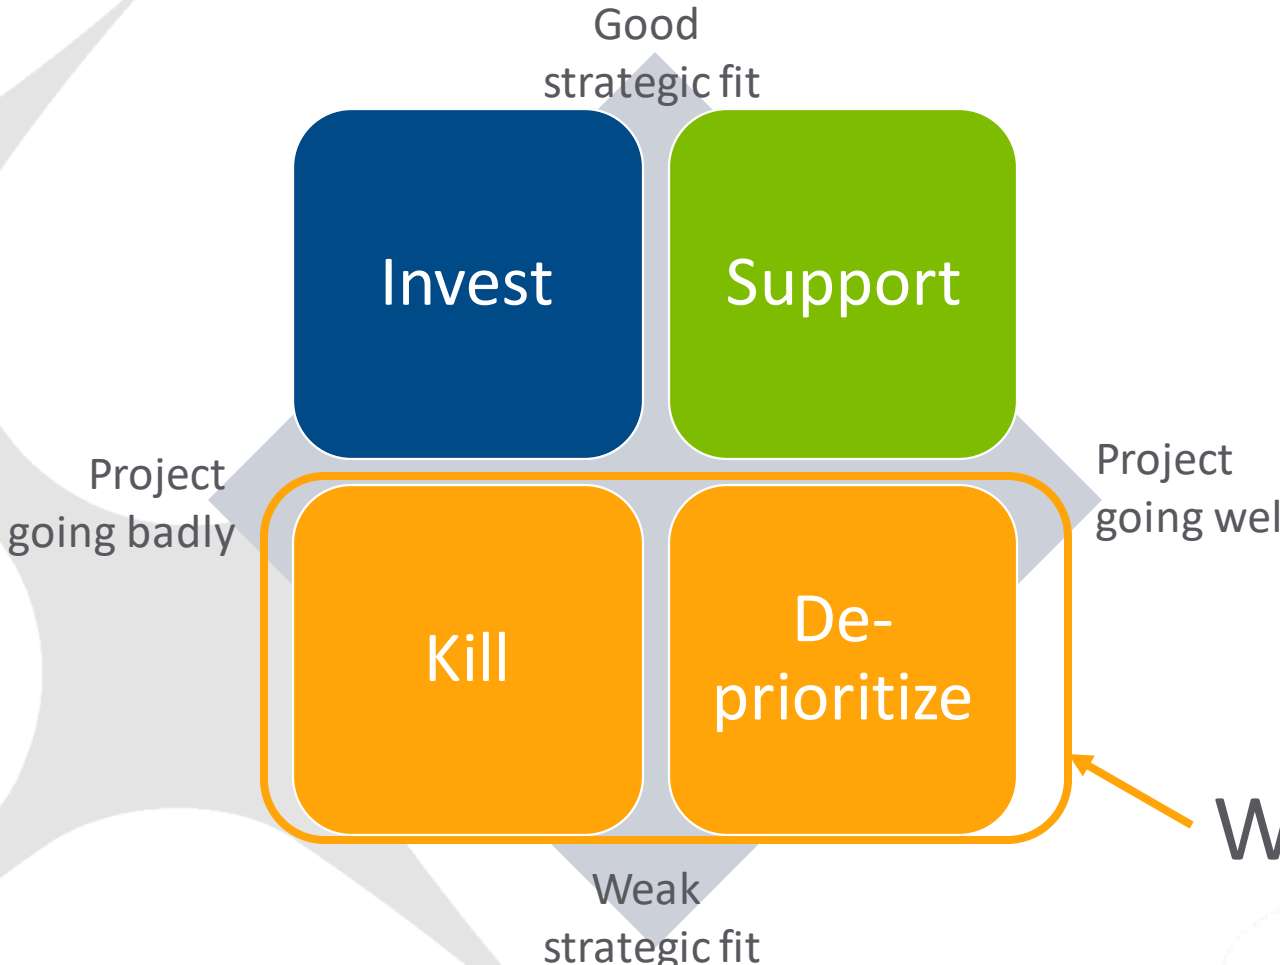 Good
strategic fit
Invest
Support
Project
going badly
Project
going wel
Kill
De-
prioritize
W
Weak
strategic fit